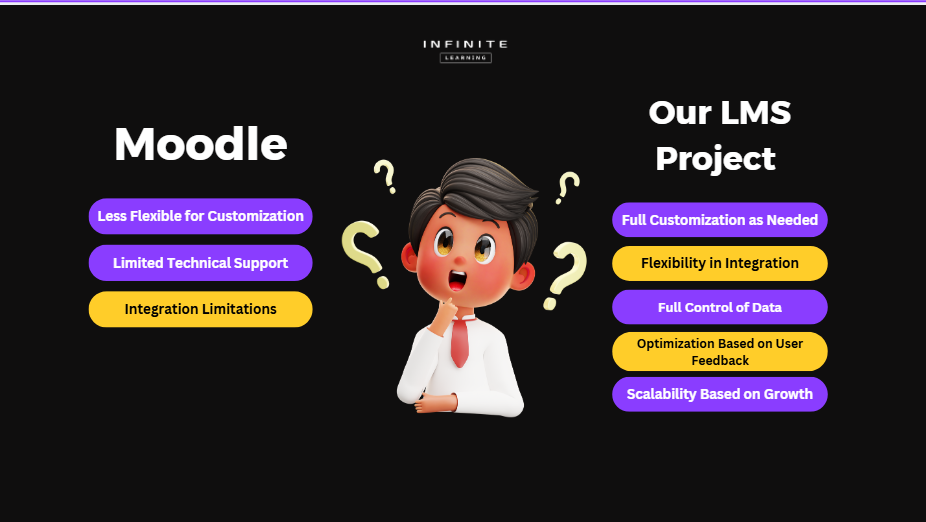 INFINITE
LEARNING
Moodle
Less Flexible for Customization
Limited Technical Support
Integration Limitations
Our LMS
Project
Full Customization as Needed
Flexibility in Integration
Full Control of Data
Optimization Based on User
Feedback
Scalability Based on Growth